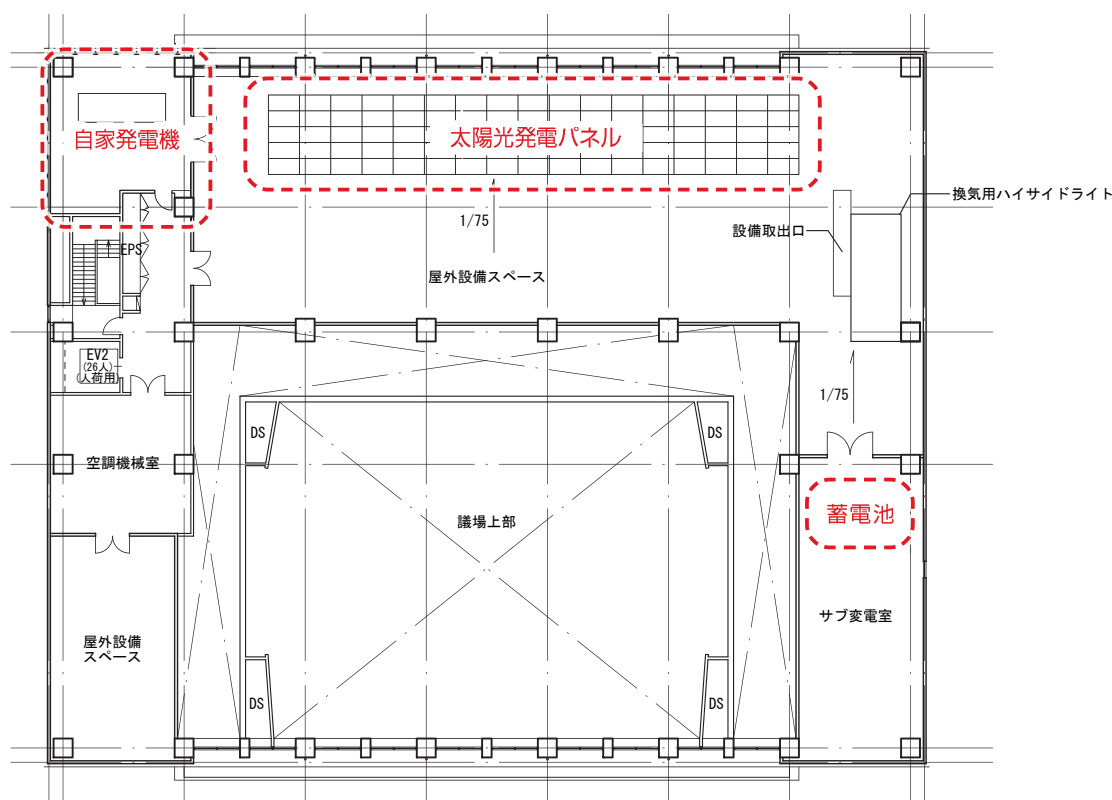 自家発電機
太陽光発電パネル
換気用ハイサイドライト
設備取出口
1/75
EPS
屋外設備スペース
EV2
(26人)
(人荷用)
1/75
DS
DS
空調機械室
蓄電池
議場上部
サブ変電室
屋外設備
スペース
DS
DS